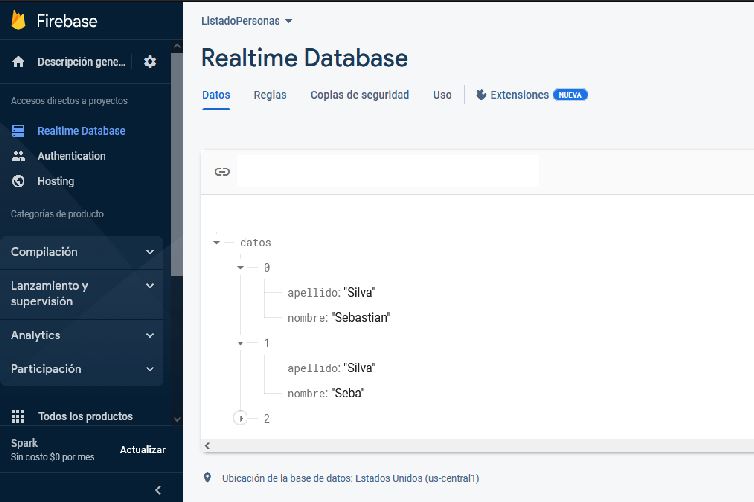 Firebase
Descripción gene...
Accesos directos a proyectos
Realtime Database
Authentication
Hosting
Categorías de producto
Compilación
Lanzamiento y
supervisión
Analytics
Participación
Todos los productos
Spark
Sin costo $0 por mes
Actualizar
ListadoPersonas
Realtime Database
Datos Reglas Copias de seguridad Uso Extensiones NUEVA
datos
0
apellido: "Silva"
nombre: "Sebastian"
1
apellido: "Silva"
nombre: "Seba"
2
Ubicación de la base de datos: Estados Unidos (us-central1)